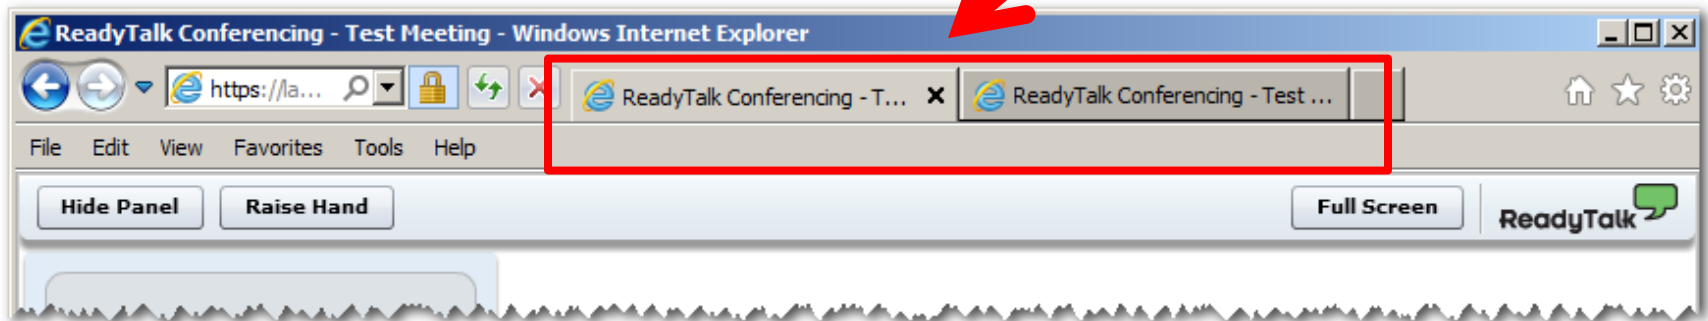 ReadyTalk Conferencing - Test Meeting - Windows Internet Explorer
https://la... ReadyTalk Conferencing - T... ReadyTalk Conferencing - Test ...
File Edit View Favorites Tools Help
Hide Panel Raise Hand Full Screen ReadyTalk